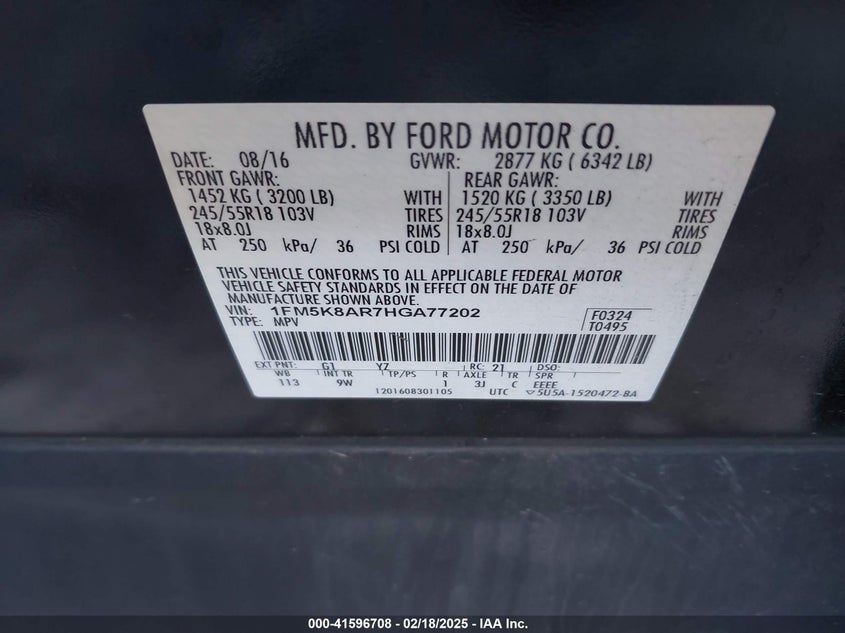 MFD. BY FORD MOTOR CO.
DATE: 08/16 GVWR: 2877 KG ( 6342 LB)
FRONT GAWR: REAR GAWR:
1452 KG ( 3200 LB) WITH 1520 KG ( 3350 LB) WITH
245/55R18 103V TIRES 245/55R18 103V TIRES
18x8.0J RIMS 18x8.0J RIMS
AT 250 kPa/ 36 PSI COLD AT 250 kPa/ 36 PSI COLD
THIS VEHICLE CONFORMS TO ALL APPLICABLE FEDERAL MOTOR
VEHICLE SAFETY STANDARDS IN EFFECT ON THE DATE OF
MANUFACTURE SHOWN ABOVE.
VIN: 1FM5K8AR7HGA77202 F0324
TYPE: MPV T0495
EXT PNT: G1 YZ RC: 21 DSO:
WB INT TR TP/PS R AXLE TR SPR
113 9W 1 3J C EEEE
1201608301105 UTC ▽5U5A-1520472-BA
000-41596708 - 02/18/2025 - IAA Inc.